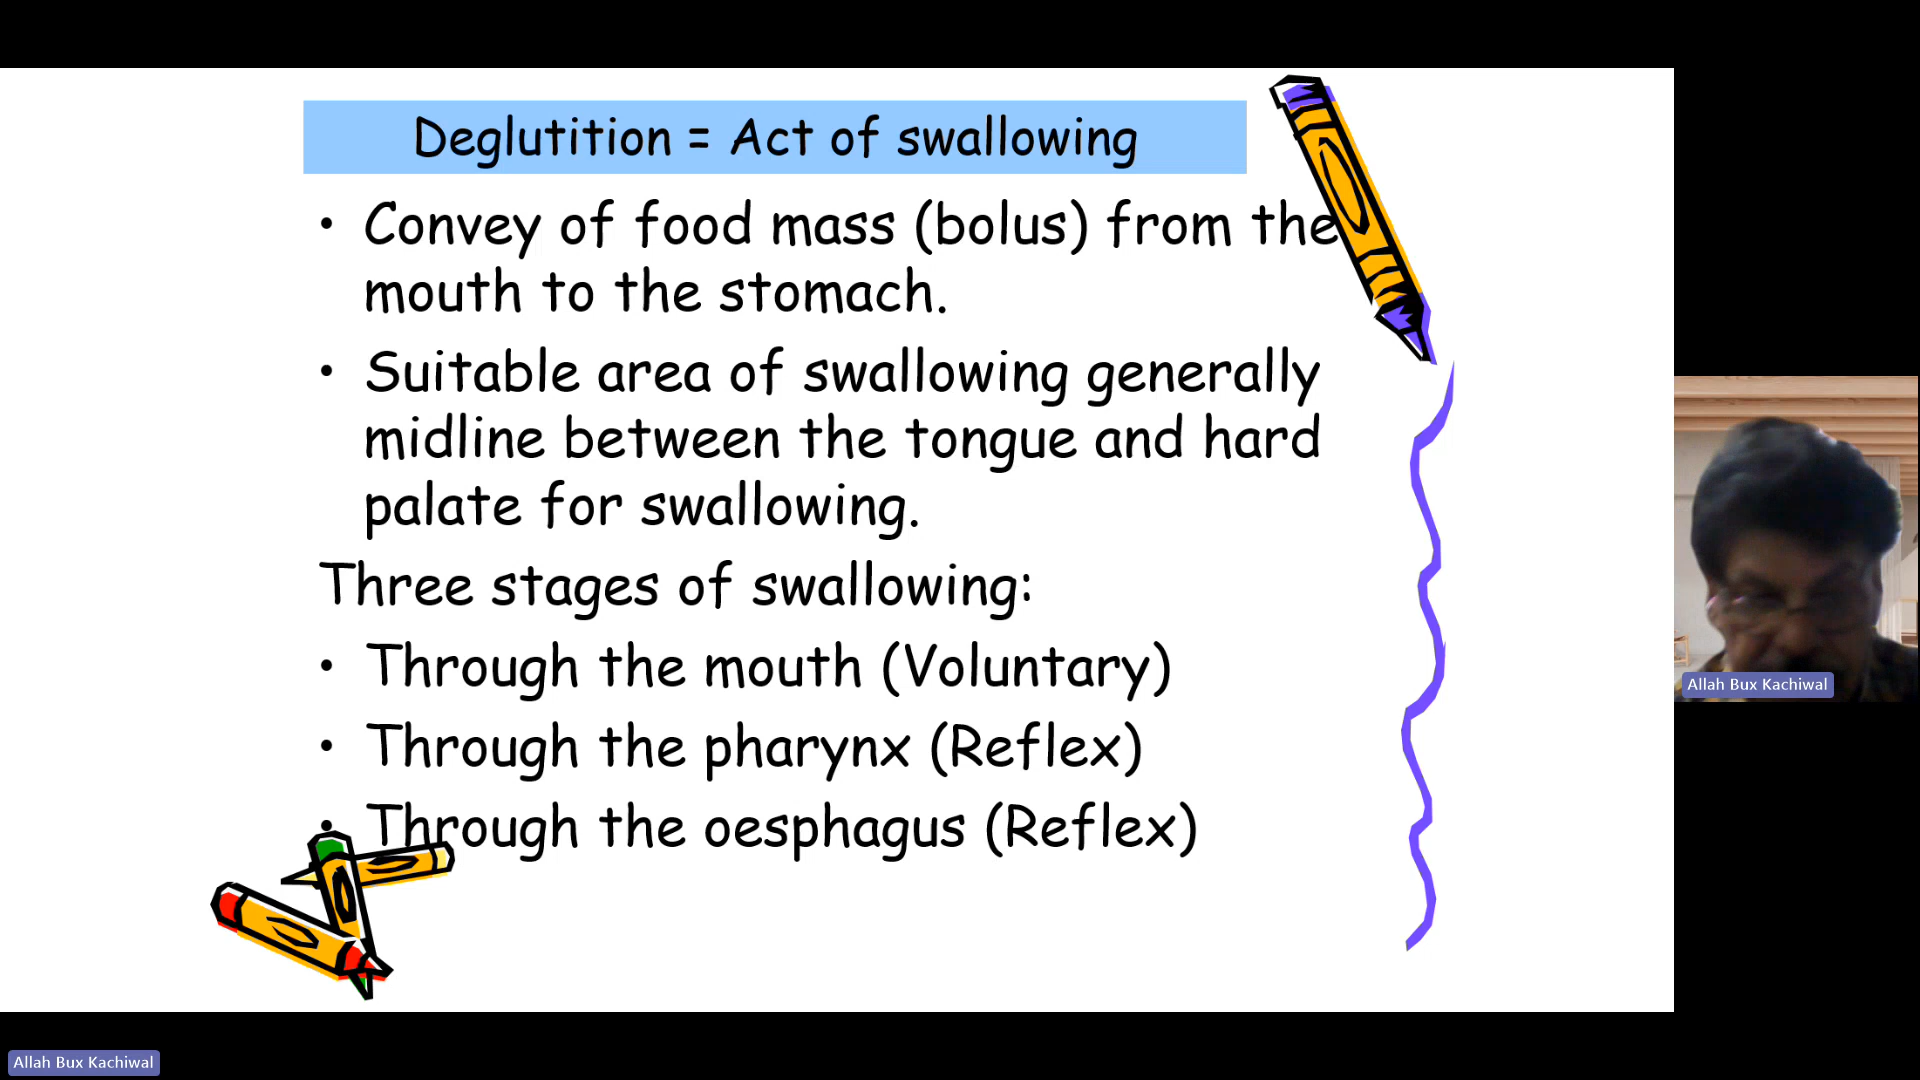 Deglutition = Act of swallowing
• Convey of food mass (bolus) from the
mouth to the stomach.
• Suitable area of swallowing generally
midline between the tongue and hard
palate for swallowing.
Three stages of swallowing:
• Through the mouth (Voluntary)
• Through the pharynx (Reflex)
• Through the oesphagus (Reflex)
Allah Bux Kachiwal
Allah Bux Kachiwal